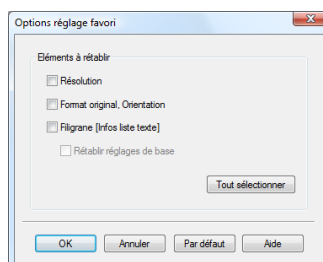 Options réglage favori
Eléments à rétablir
Résolution
Format original, Orientation
Filigrane [Infos liste texte]
Rétablir réglages de base
Tout sélectionner
OK Annuler Par défaut Aide